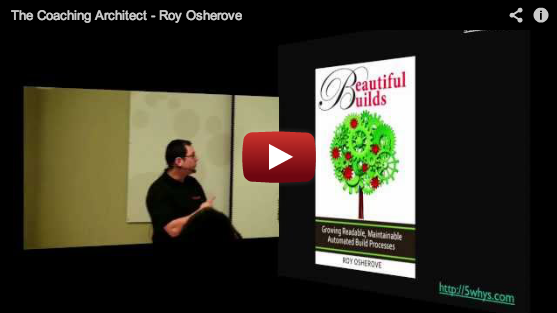 The Coaching Architect - Roy Osherove
Beautiful
Builds
Growing Readable, Maintainable
Automated Build Processes
ROY OSHEROVE
http://5whys.com